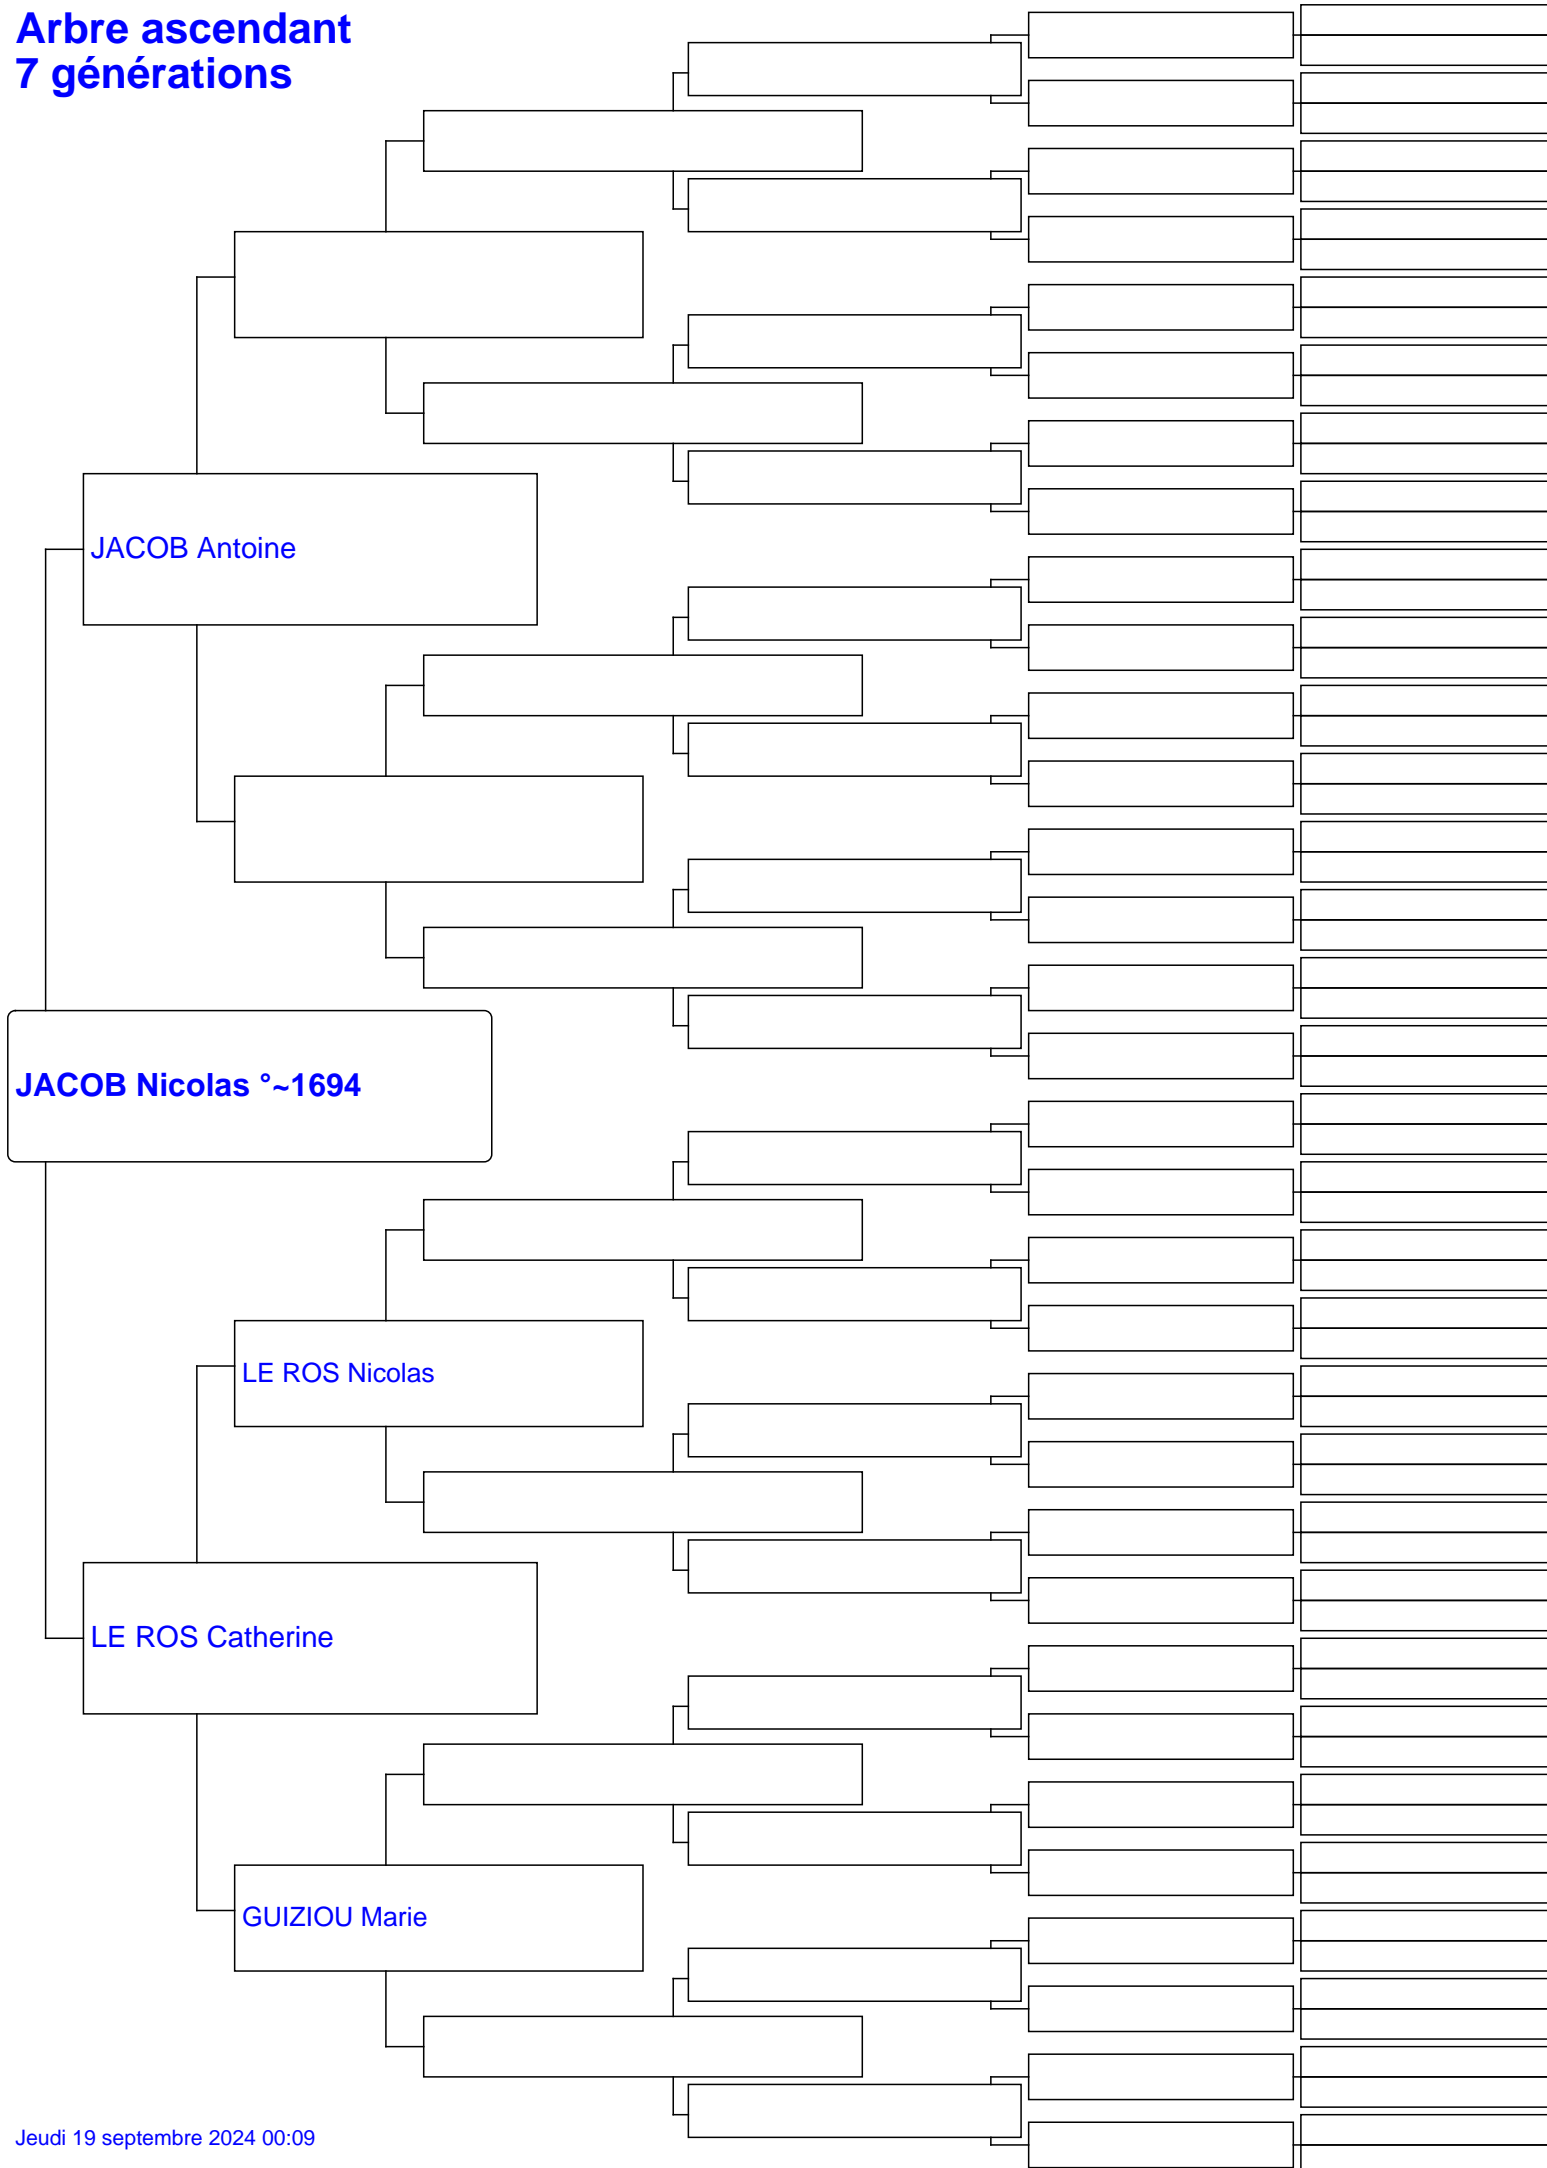 Arbre ascendant
7 générations
JACOB Antoine
JACOB Nicolas °~1694
LE ROS Nicolas
LE ROS Catherine
GUIZIOU Marie
Jeudi 19 septembre 2024 00:09